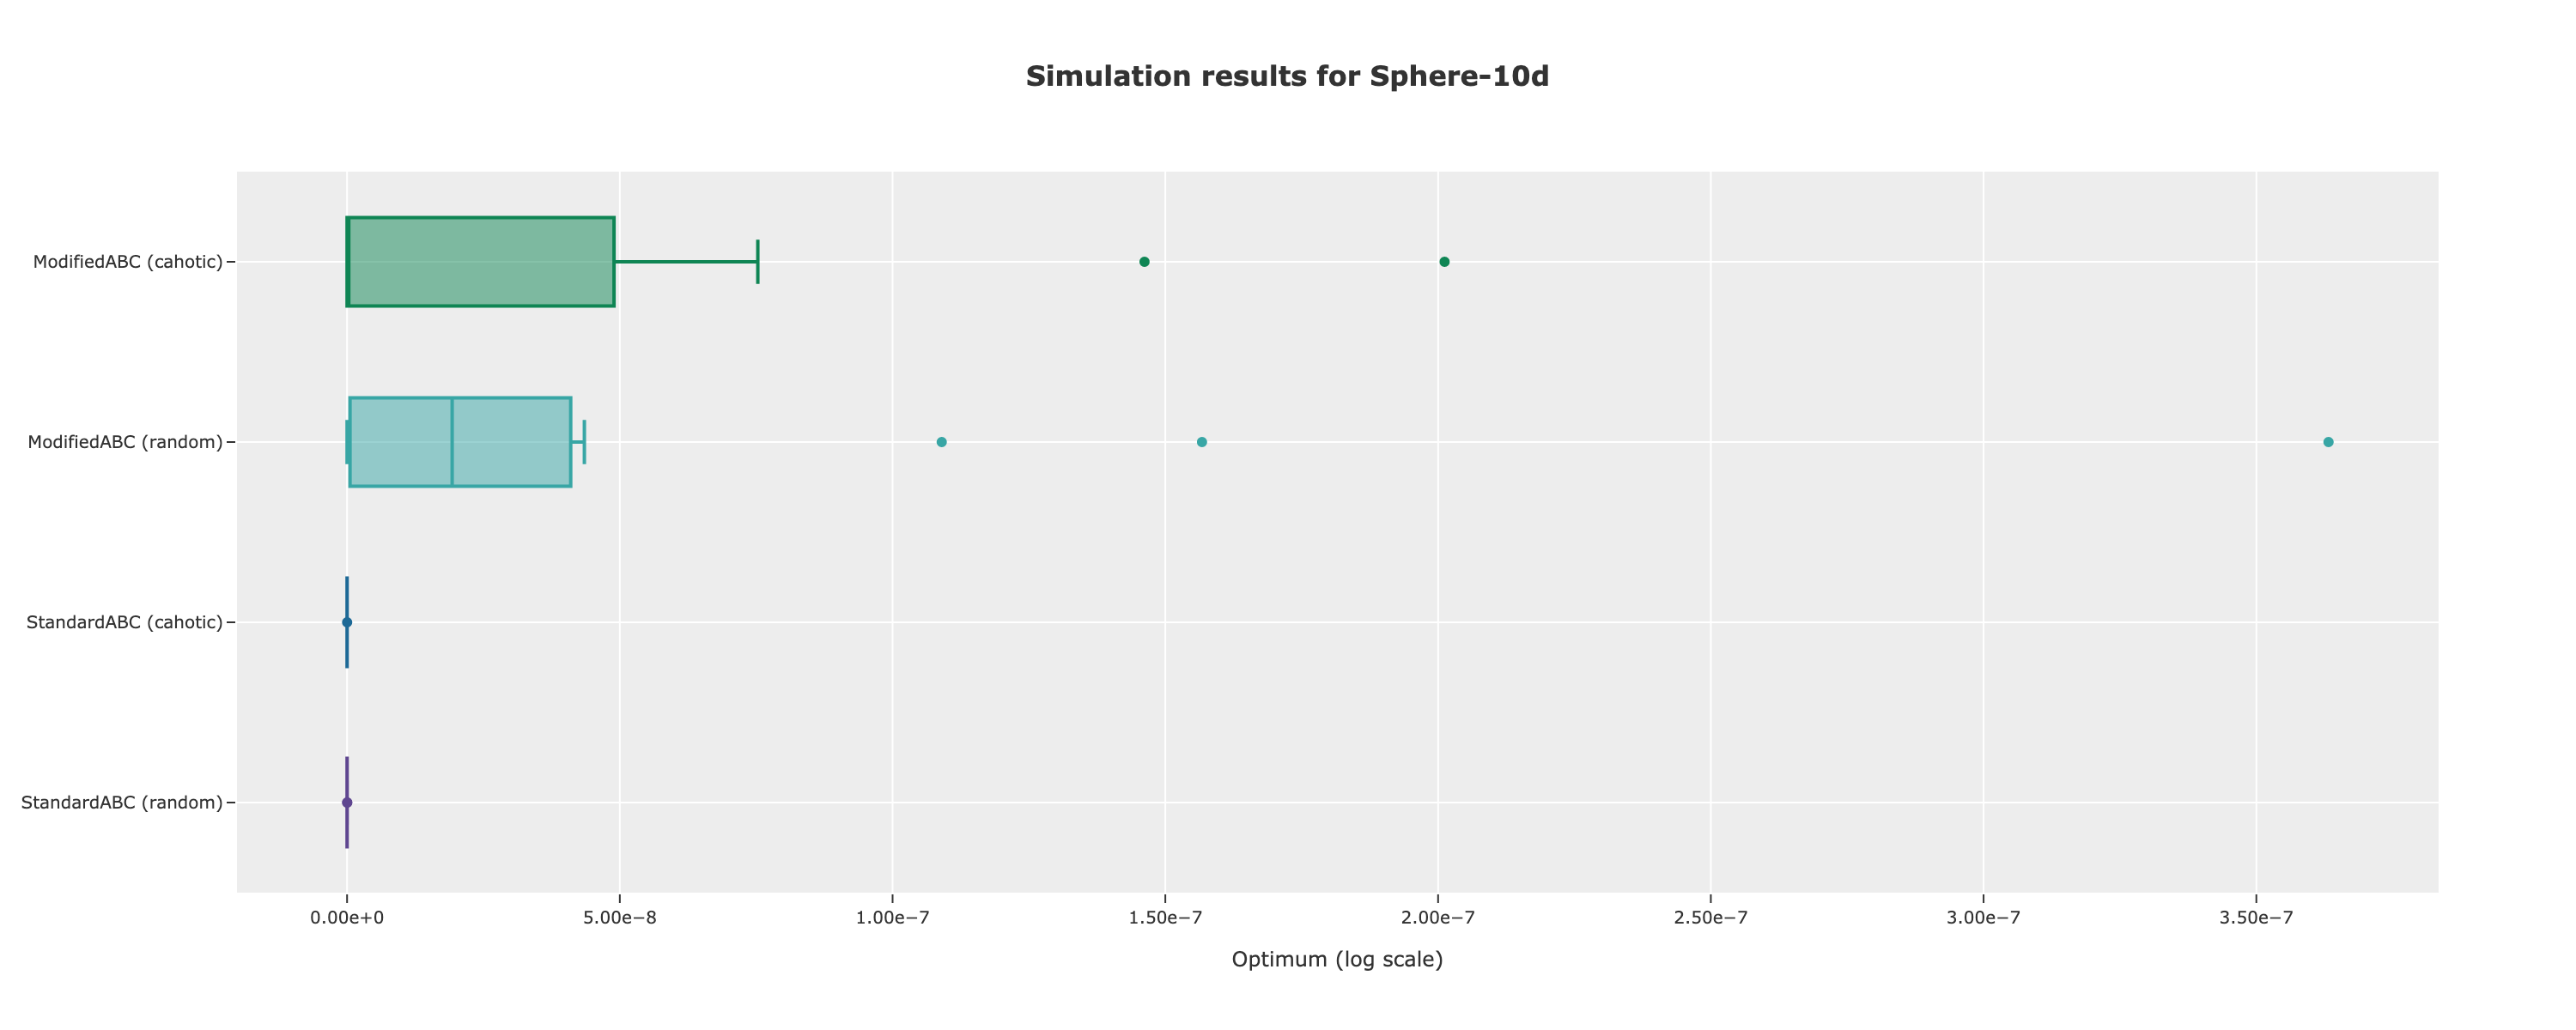 Simulation results for Sphere-10d
ModifiedABC (cahotic)
ModifiedABC (random)
StandardABC (cahotic)
StandardABC (random)
0.00e+0 5.00e−8 1.00e−7 1.50e−7 2.00e−7 2.50e−7 3.00e−7 3.50e−7
Optimum (log scale)